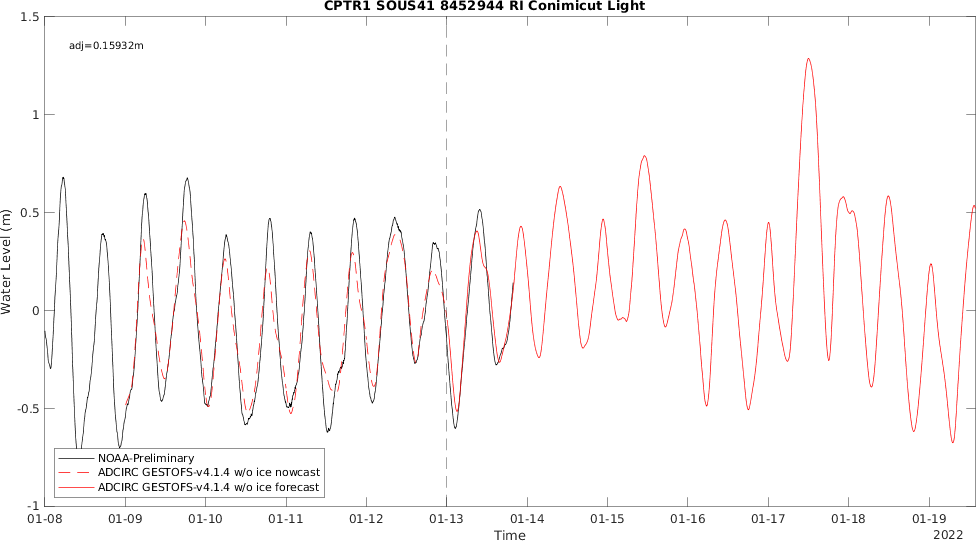 CPTR1 SOUS41 8452944 RI Conimicut Light
adj=0.15932m
1.5
1
0.5
0
-0.5
-1
Water Level (m)
NOAA-Preliminary
ADCIRC GESTOFS-v4.1.4 w/o ice nowcast
ADCIRC GESTOFS-v4.1.4 w/o ice forecast
01-08 01-09 01-10 01-11 01-12 01-13 01-14 01-15 01-16 01-17 01-18 01-19
Time
2022